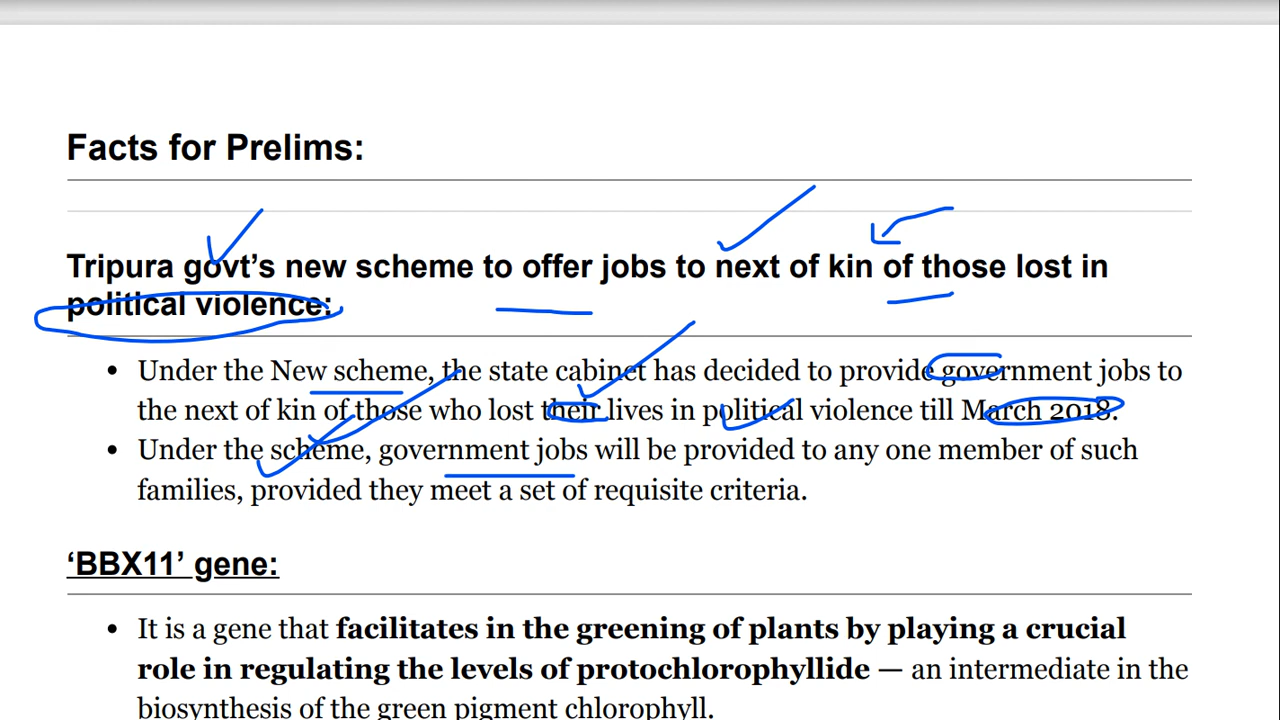 Facts for Prelims:
Tripura govt's new scheme to offer jobs to next of kin of those lost in
political violence:
• Under the New scheme, the state cabinet has decided to provide government jobs to
the next of kin of those who lost their lives in political violence till March 2018.
• Under the scheme, government jobs will be provided to any one member of such
families, provided they meet a set of requisite criteria.
‘BBX11’ gene:
• It is a gene that facilitates in the greening of plants by playing a crucial
role in regulating the levels of protochlorophyllide — an intermediate in the
biosynthesis of the green pigment chlorophyll.